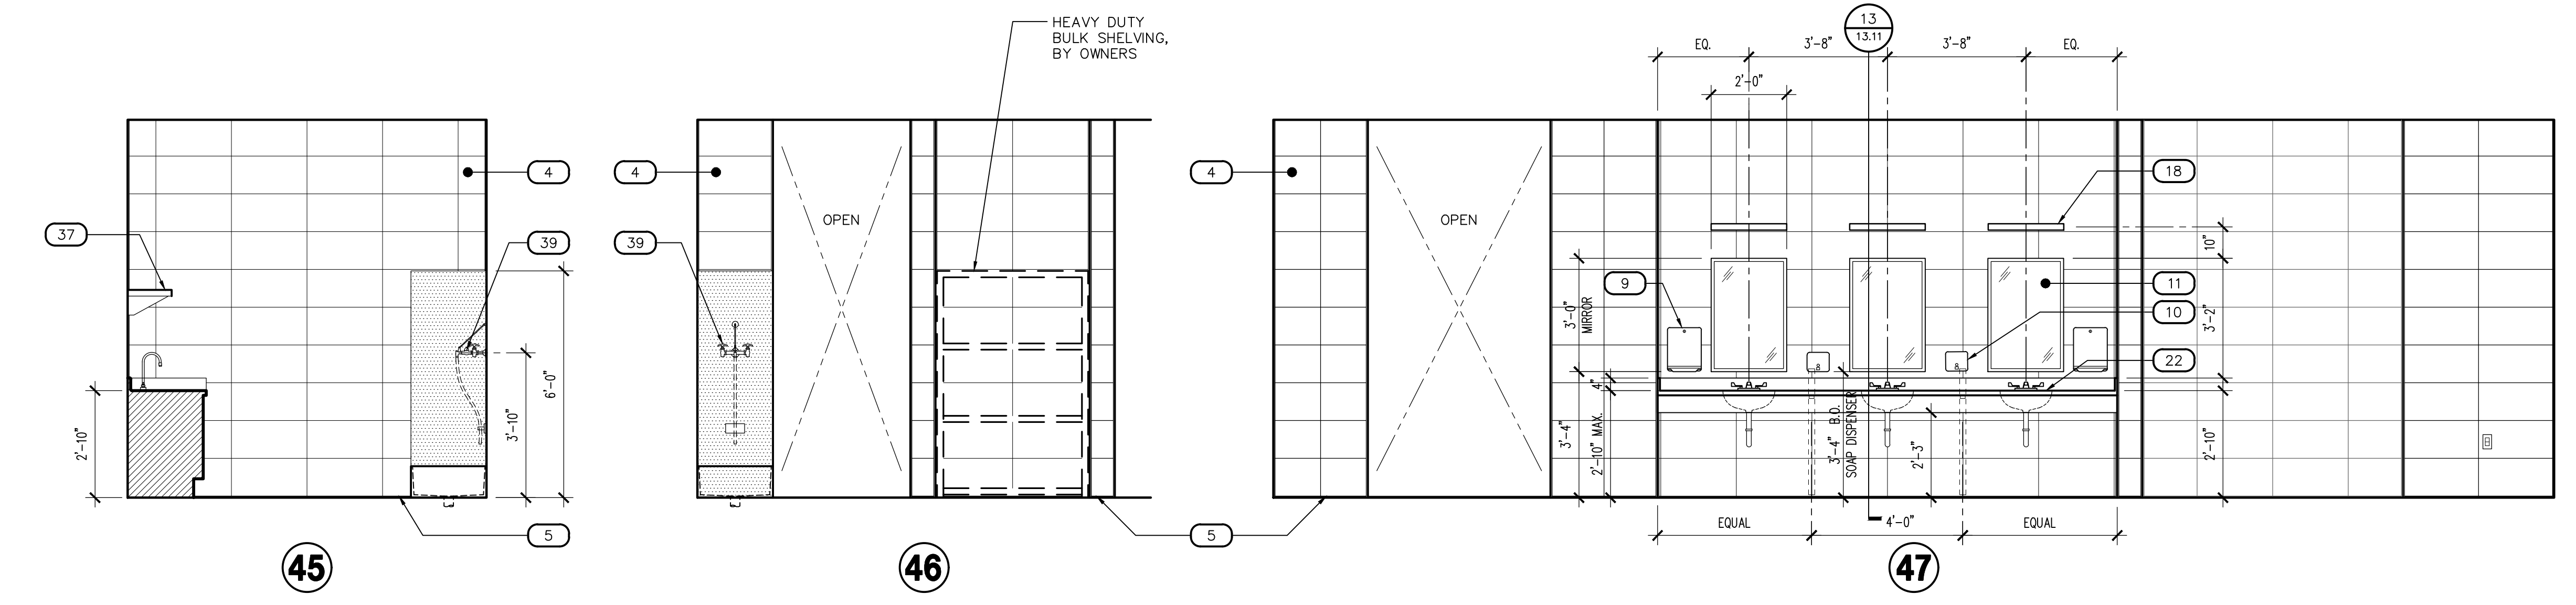 HEAVY DUTY
BULK SHELVING,
BY OWNERS
4
37
39
6'-0"
3'-10"
2'-10"
5
45
4
OPEN
39
46
5
13
13.11
EQ.
3'-8"
3'-8"
EQ.
2'-0"
4
OPEN
18
10"
9
3'-0"
MIRROR
11
10
3'-2"
22
4"
3'-4"
2'-10" MAX.
3'-4" B.O.
SOAP DISPENSER
2'-3"
2'-10"
EQUAL
4'-0"
EQUAL
47